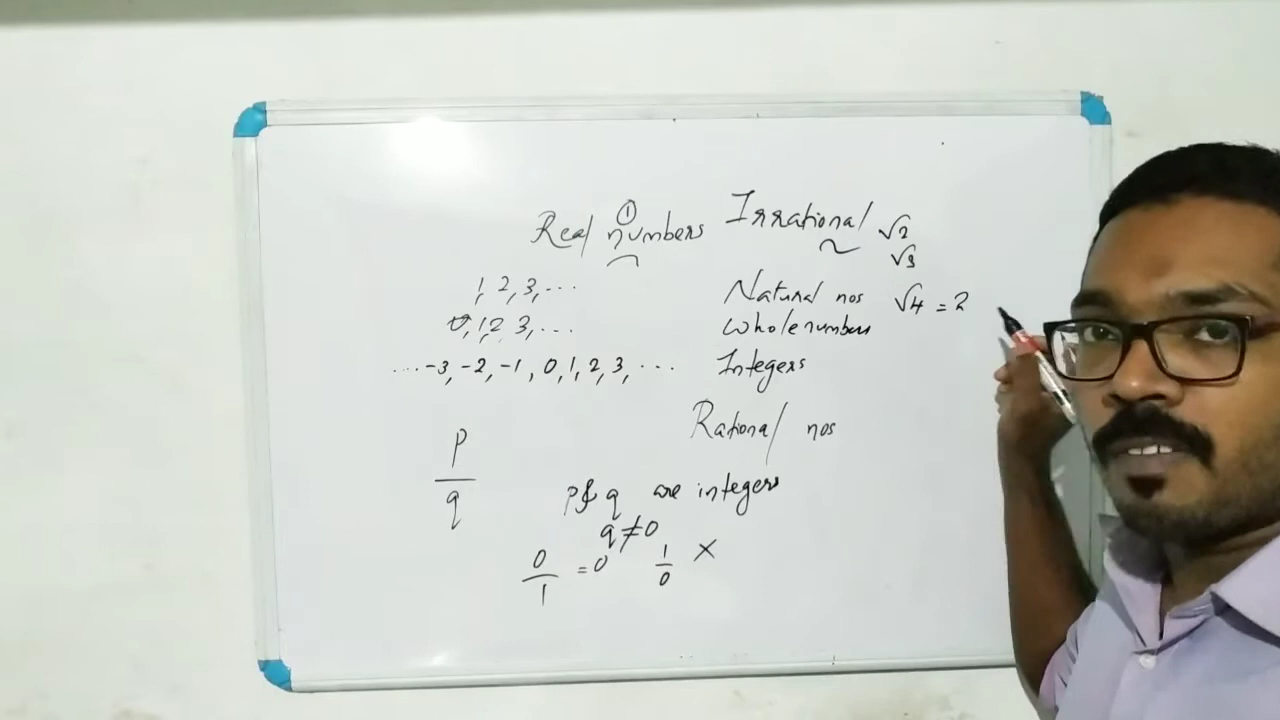 ①
Real numbers Irrational √2
√3
1, 2, 3, ... Natural nos √4 = 2
0, 1, 2 3, ... Whole numbers
.... -3, -2, -1, 0, 1, 2, 3, ... Integers
Rational nos
p
q
p & q are integers
q ≠ 0
0/1 = 0 1/0 ×